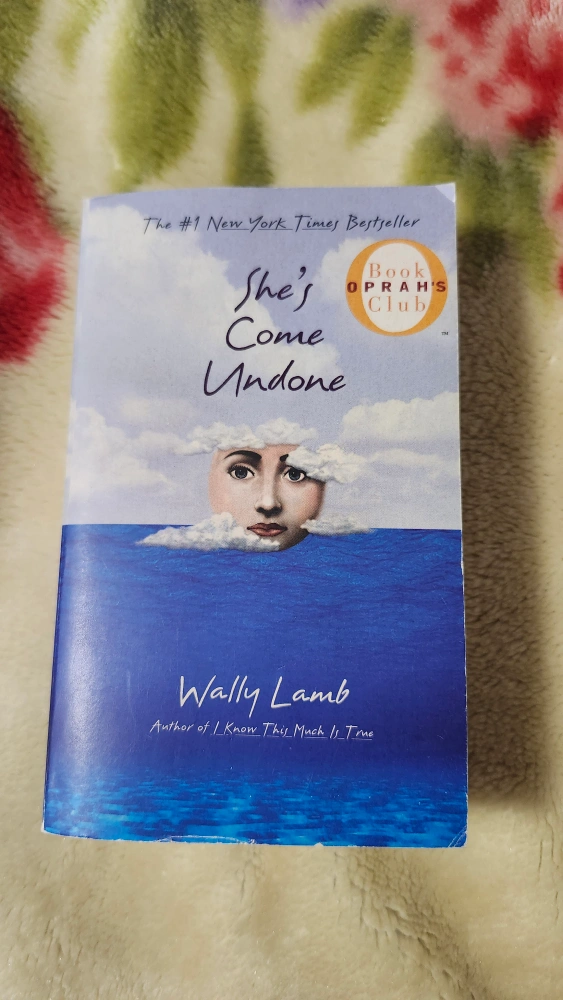 The #1 New York Times Bestseller
Book
OPRAH'S
Club
TM
She's
Come
Undone
Wally Lamb
Author of I Know This Much Is True